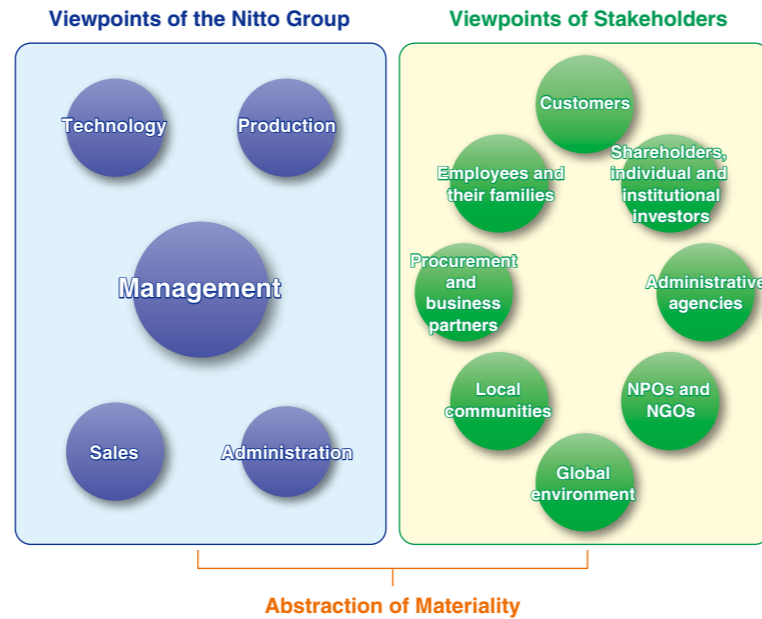 Viewpoints of the Nitto Group
Technology
Production
Management
Sales
Administration
Viewpoints of Stakeholders
Customers
Employees and
their families
Shareholders,
individual and
institutional
investors
Procurement
and
business
partners
Administrative
agencies
Local
communities
NPOs and
NGOs
Global
environment
Abstraction of Materiality